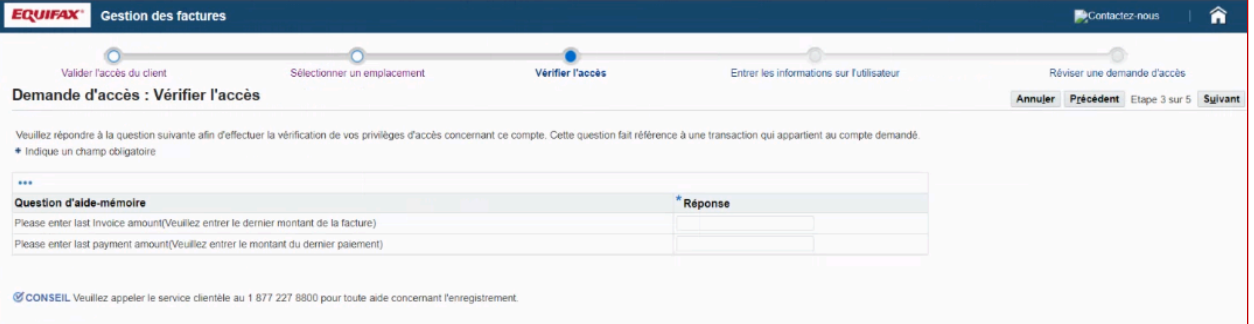 EQUIFAX Gestion des factures Contactez-nous
Valider l'accès du client Sélectionner un emplacement Vérifier l'accès Entrer les informations sur l'utilisateur Réviser une demande d'accès
Demande d'accès : Vérifier l'accès Annuler Précédent Etape 3 sur 5 Suivant
Veuillez répondre à la question suivante afin d'effectuer la vérification de vos privilèges d'accès concernant ce compte. Cette question fait référence à une transaction qui appartient au compte demandé.
* Indique un champ obligatoire
Question d'aide-mémoire * Réponse
Please enter last Invoice amount(Veuillez entrer le dernier montant de la facture)
Please enter last payment amount(Veuillez entrer le montant du dernier paiement)
CONSEIL Veuillez appeler le service clientèle au 1 877 227 8800 pour toute aide concernant l'enregistrement.